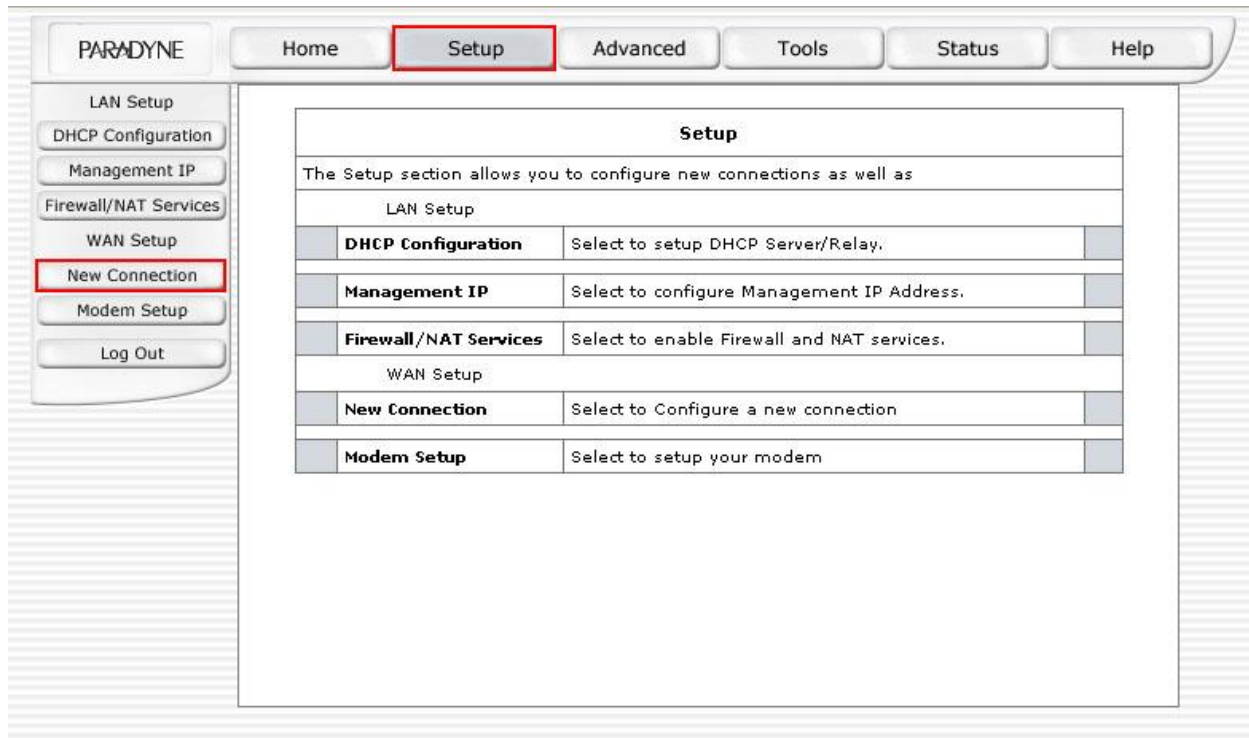 PARADYNE
Home Setup Advanced Tools Status Help
LAN Setup
DHCP Configuration
Management IP
Firewall/NAT Services
WAN Setup
New Connection
Modem Setup
Log Out
Setup
The Setup section allows you to configure new connections as well as
LAN Setup
DHCP Configuration Select to setup DHCP Server/Relay.
Management IP Select to configure Management IP Address.
Firewall/NAT Services Select to enable Firewall and NAT services.
WAN Setup
New Connection Select to Configure a new connection
Modem Setup Select to setup your modem